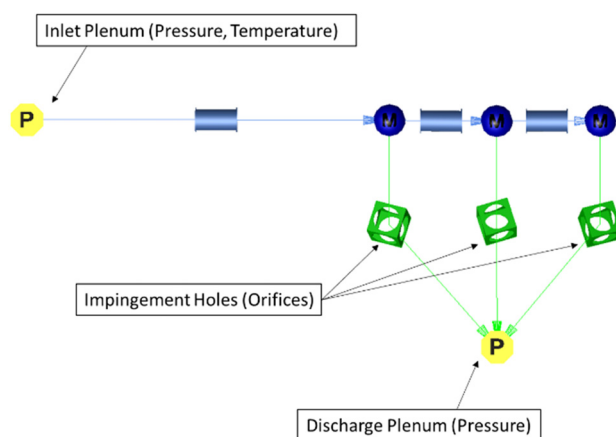 Inlet Plenum (Pressure, Temperature)
P
M
M
M
Impingement Holes (Orifices)
P
Discharge Plenum (Pressure)